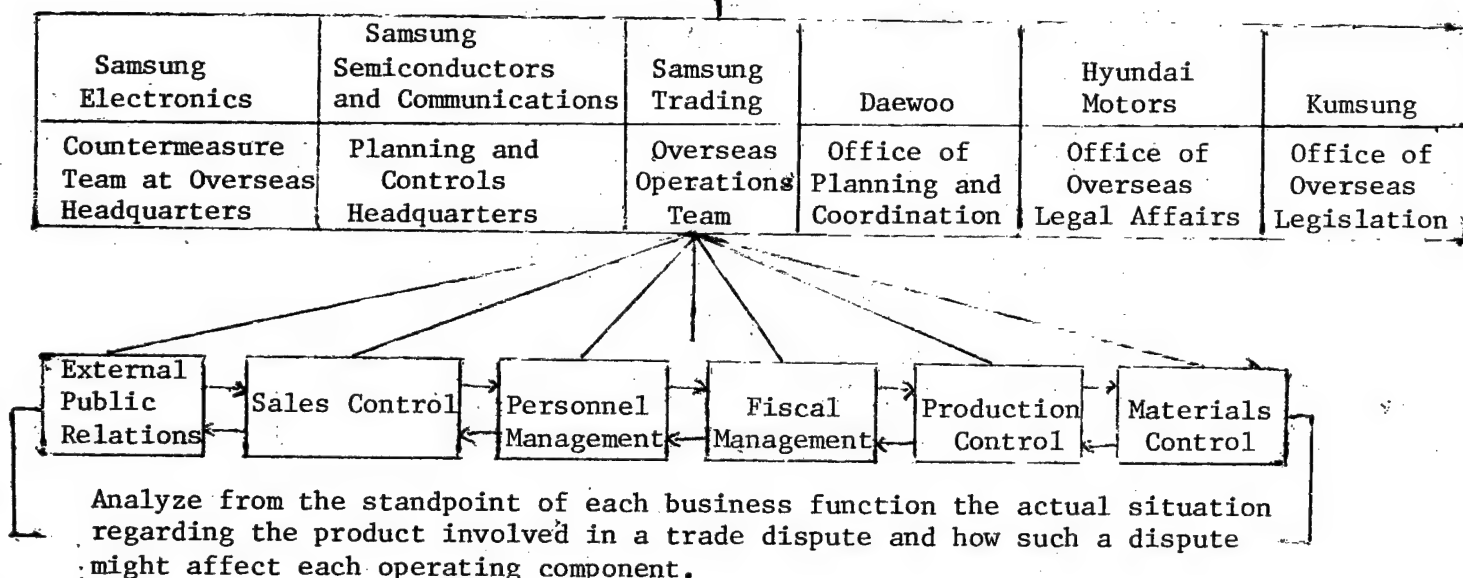 Samsung
Electronics
Samsung
Semiconductors
and Communications
Samsung
Trading
Daewoo
Hyundai
Motors
Kumsung
Countermeasure
Team at Overseas
Headquarters
Planning and
Controls
Headquarters
Overseas
Operations
Team
Office of
Planning and
Coordination
Office of
Overseas
Legal Affairs
Office of
Overseas
Legislation
External
Public
Relations
Sales Control
Personnel
Management
Fiscal
Management
Production
Control
Materials
Control
Analyze from the standpoint of each business function the actual situation
regarding the product involved in a trade dispute and how such a dispute
might affect each operating component.